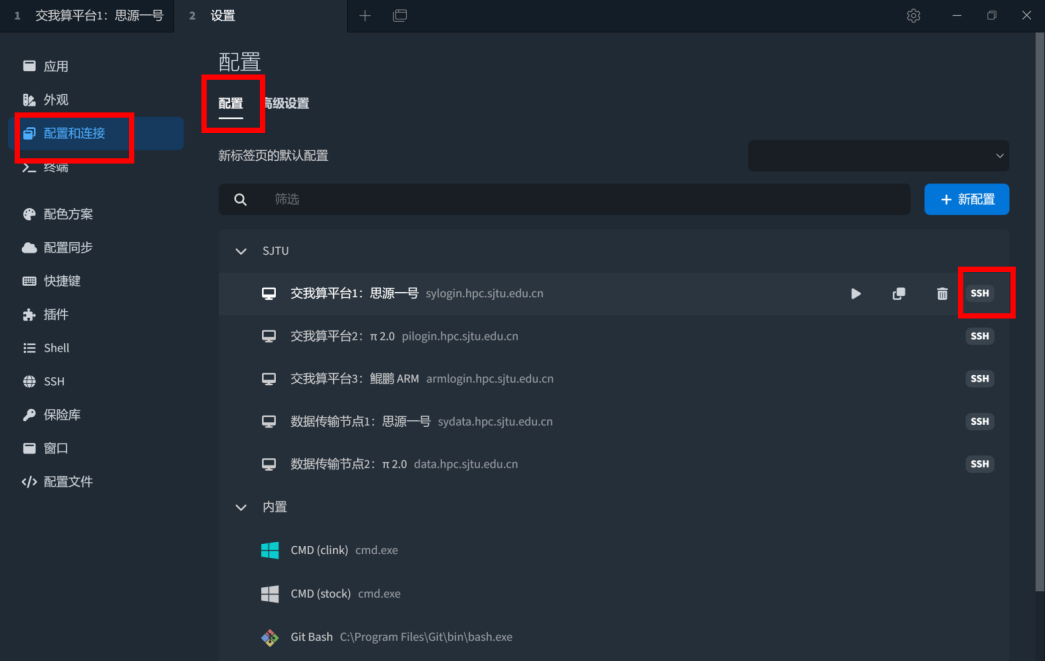 1 交我算平台1：思源一号 2 设置
应用
外观
配置和连接
终端
配色方案
配置同步
快捷键
插件
Shell
SSH
保险库
窗口
配置文件
配置
配置 高级设置
新标签页的默认配置
筛选 新配置
SJTU
交我算平台1：思源一号 sylogin.hpc.sjtu.edu.cn SSH
交我算平台2：π 2.0 pilogin.hpc.sjtu.edu.cn SSH
交我算平台3：鲲鹏 ARM armlogin.hpc.sjtu.edu.cn SSH
数据传输节点1：思源一号 sydata.hpc.sjtu.edu.cn SSH
数据传输节点2：π 2.0 data.hpc.sjtu.edu.cn SSH
内置
CMD (clink) cmd.exe
CMD (stock) cmd.exe
Git Bash C:\Program Files\Git\bin\bash.exe